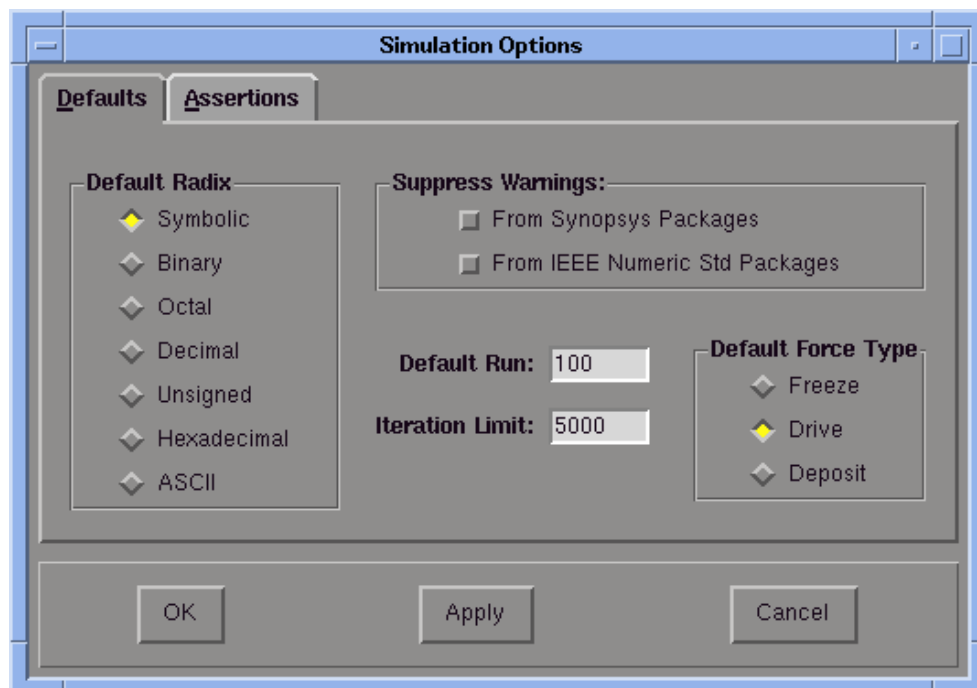 Simulation Options
Defaults
Assertions
Default Radix
Symbolic
Binary
Octal
Decimal
Unsigned
Hexadecimal
ASCII
Suppress Warnings:
From Synopsys Packages
From IEEE Numeric Std Packages
Default Run: 100
Iteration Limit: 5000
Default Force Type
Freeze
Drive
Deposit
OK
Apply
Cancel